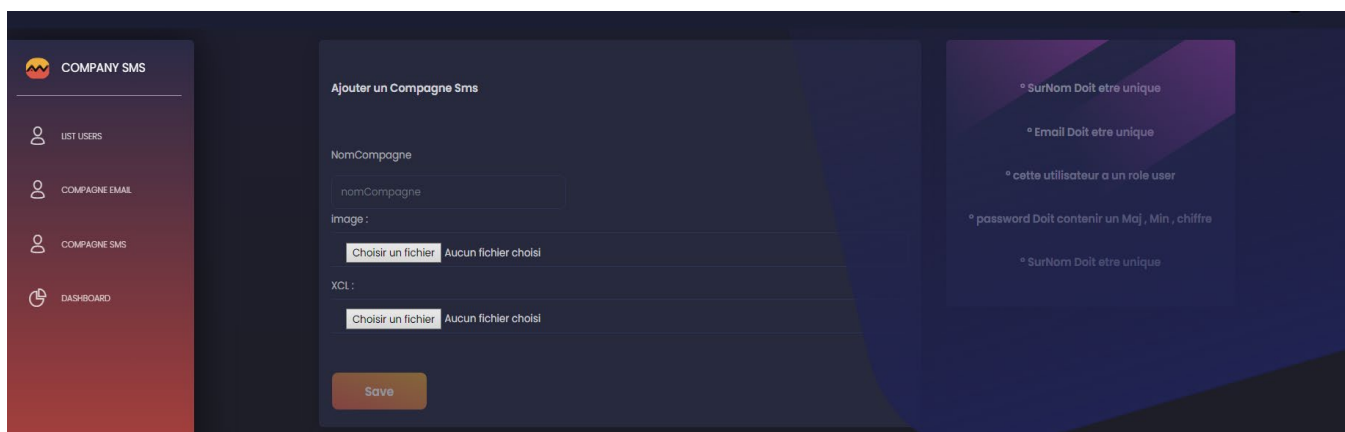 COMPANY SMS
LIST USERS
COMPAGNE EMAIL
COMPAGNE SMS
DASHBOARD
Ajouter un Compagne Sms
NomCompagne
nomCompagne
image :
Choisir un fichier Aucun fichier choisi
XCL :
Choisir un fichier Aucun fichier choisi
Save
° SurNom Doit etre unique
° Email Doit etre unique
° cette utilisateur a un role user
° password Doit contenir un Maj , Min , chiffre
° SurNom Doit etre unique